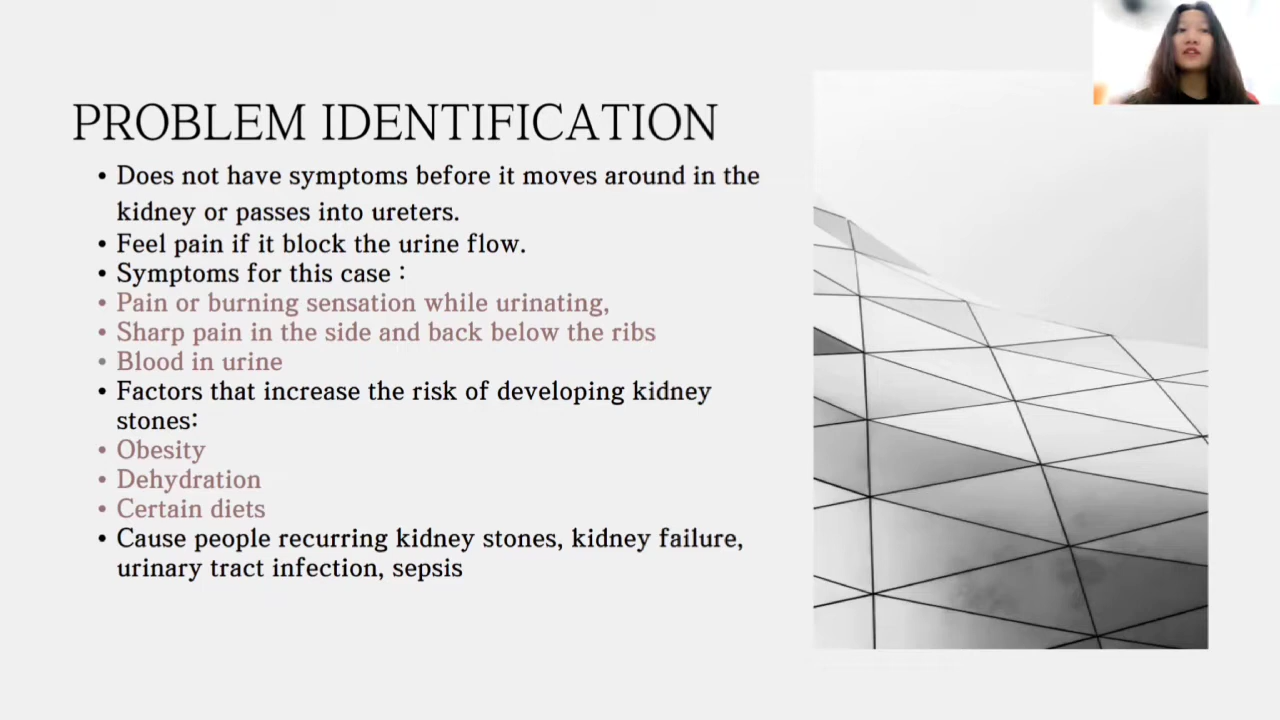 PROBLEM IDENTIFICATION
• Does not have symptoms before it moves around in the
kidney or passes into ureters.
• Feel pain if it block the urine flow.
• Symptoms for this case :
• Pain or burning sensation while urinating,
• Sharp pain in the side and back below the ribs
• Blood in urine
• Factors that increase the risk of developing kidney
stones:
• Obesity
• Dehydration
• Certain diets
• Cause people recurring kidney stones, kidney failure,
urinary tract infection, sepsis